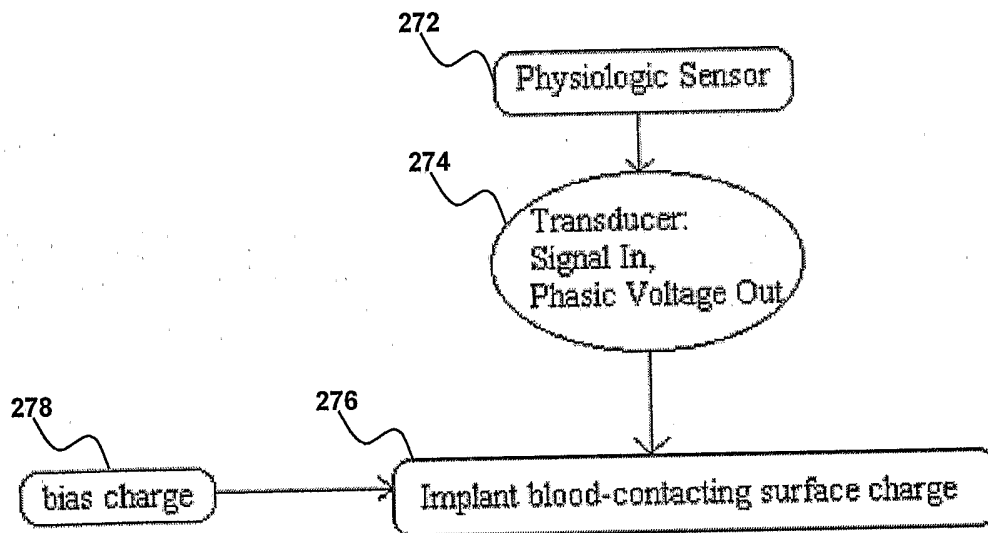 272
Physiologic Sensor
274
Transducer:
Signal In,
Phasic Voltage Out
278
276
bias charge
Implant blood-contacting surface charge